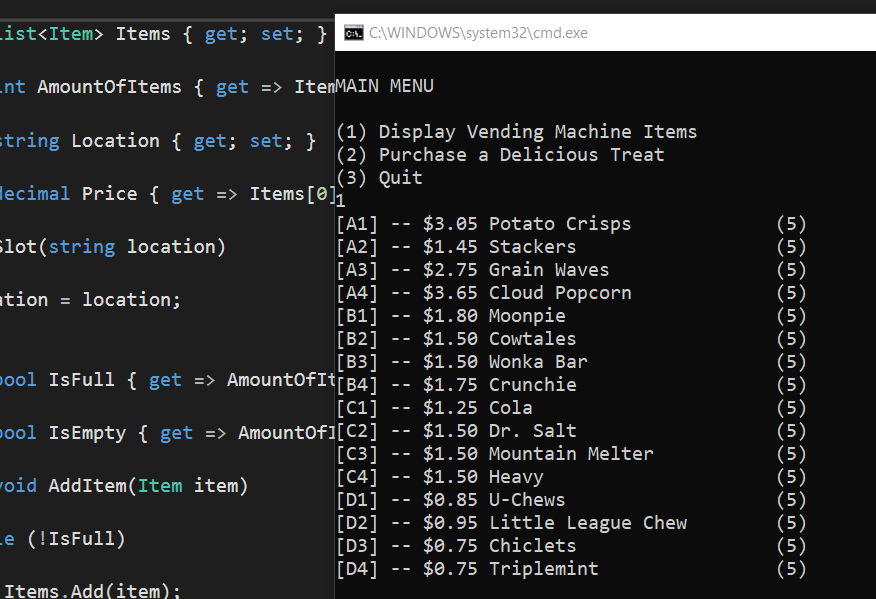 List<Item> Items { get; set; }
int AmountOfItems { get => Item
string Location { get; set; }
decimal Price { get => Items[0]
Slot(string location)
ation = location;
bool IsFull { get => AmountOfIt
bool IsEmpty { get => AmountOfI
void AddItem(Item item)
le (!IsFull)
Items.Add(item);
C:\WINDOWS\system32\cmd.exe
MAIN MENU
(1) Display Vending Machine Items
(2) Purchase a Delicious Treat
(3) Quit
1
[A1] -- $3.05 Potato Crisps (5)
[A2] -- $1.45 Stackers (5)
[A3] -- $2.75 Grain Waves (5)
[A4] -- $3.65 Cloud Popcorn (5)
[B1] -- $1.80 Moonpie (5)
[B2] -- $1.50 Cowtales (5)
[B3] -- $1.50 Wonka Bar (5)
[B4] -- $1.75 Crunchie (5)
[C1] -- $1.25 Cola (5)
[C2] -- $1.50 Dr. Salt (5)
[C3] -- $1.50 Mountain Melter (5)
[C4] -- $1.50 Heavy (5)
[D1] -- $0.85 U-Chews (5)
[D2] -- $0.95 Little League Chew (5)
[D3] -- $0.75 Chiclets (5)
[D4] -- $0.75 Triplemint (5)